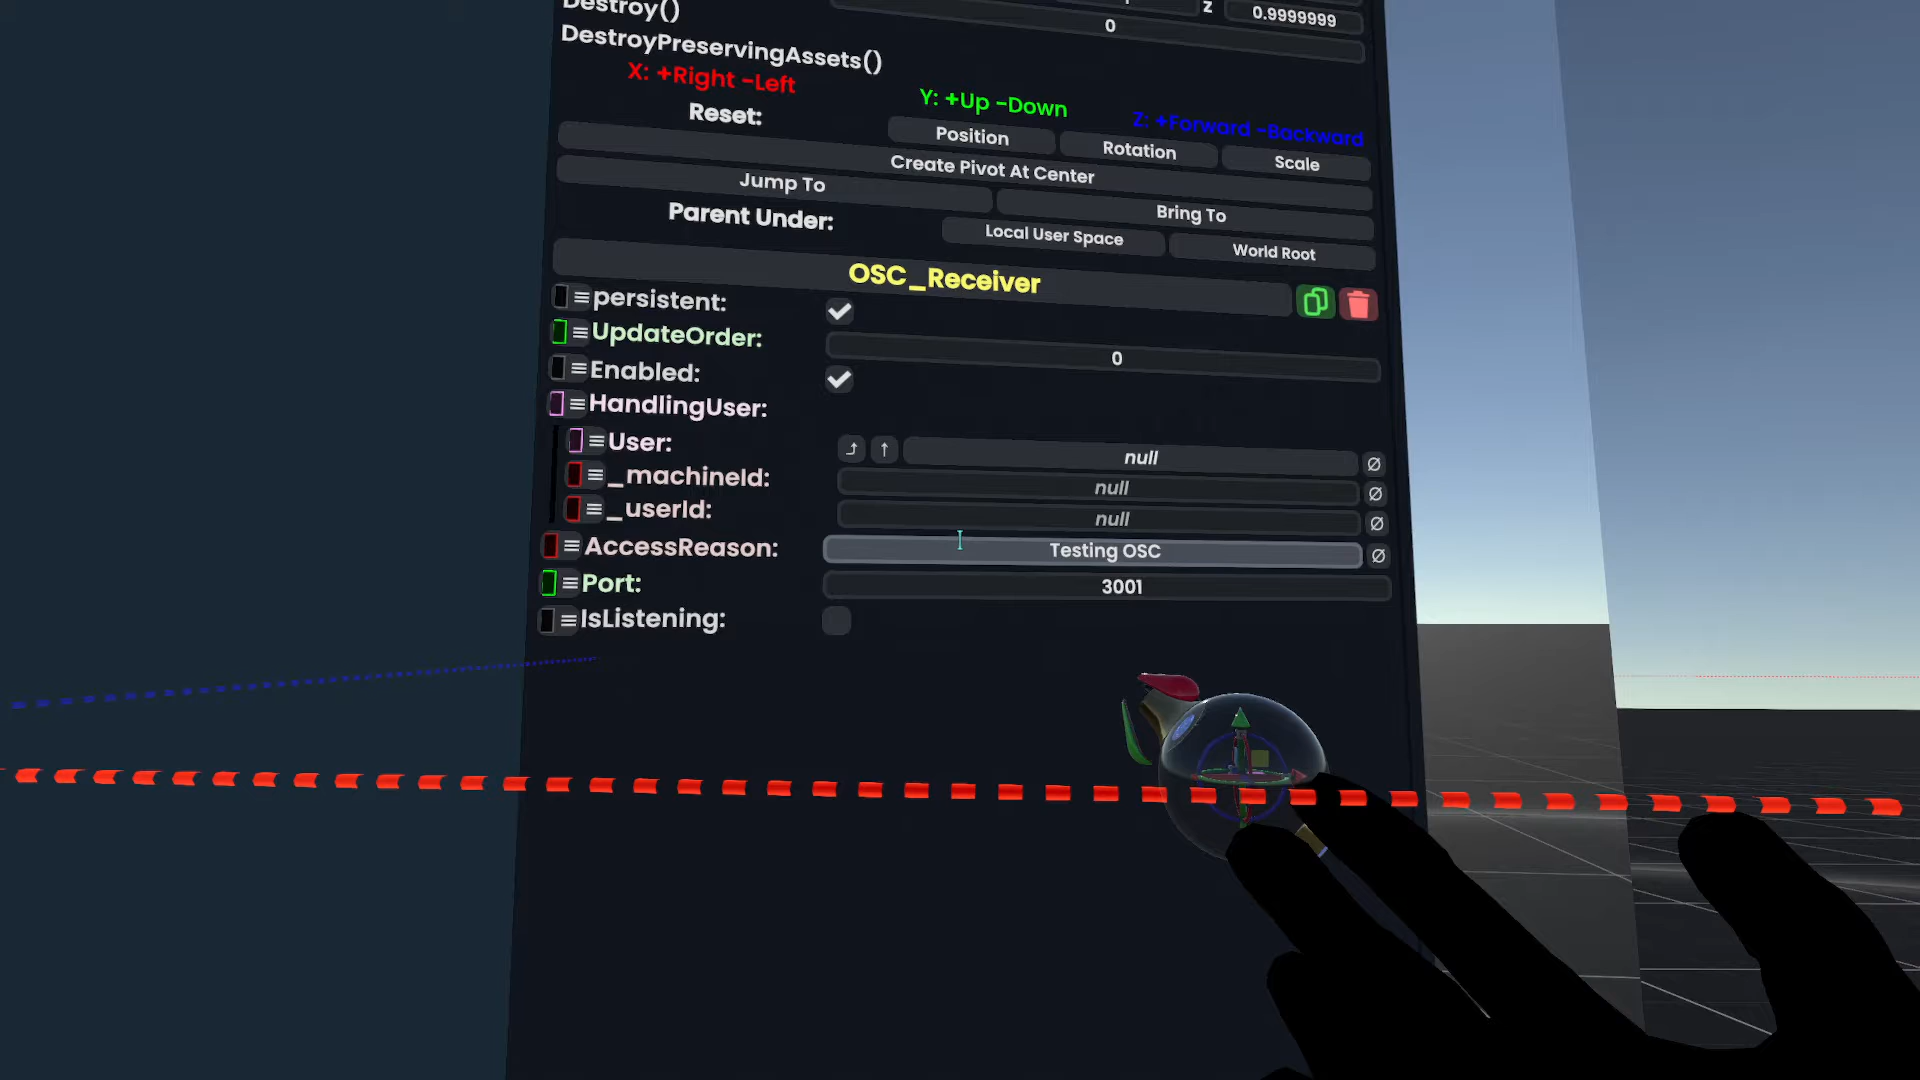 Destroy()
z 0.9999999
0
DestroyPreservingAssets()
X: +Right -Left
Y: +Up -Down
Z: +Forward -Backward
Reset:
Position
Rotation
Scale
Create Pivot At Center
Jump To
Bring To
Parent Under:
Local User Space
World Root
OSC_Receiver
persistent:
UpdateOrder: 0
Enabled:
HandlingUser:
User: null
_machineId: null
_userId: null
AccessReason: Testing OSC
Port: 3001
IsListening: